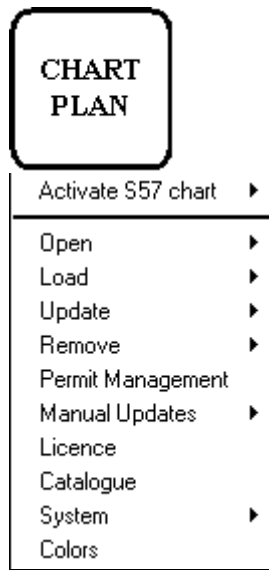 CHART
PLAN
Activate S57 chart
Open
Load
Update
Remove
Permit Management
Manual Updates
Licence
Catalogue
System
Colors